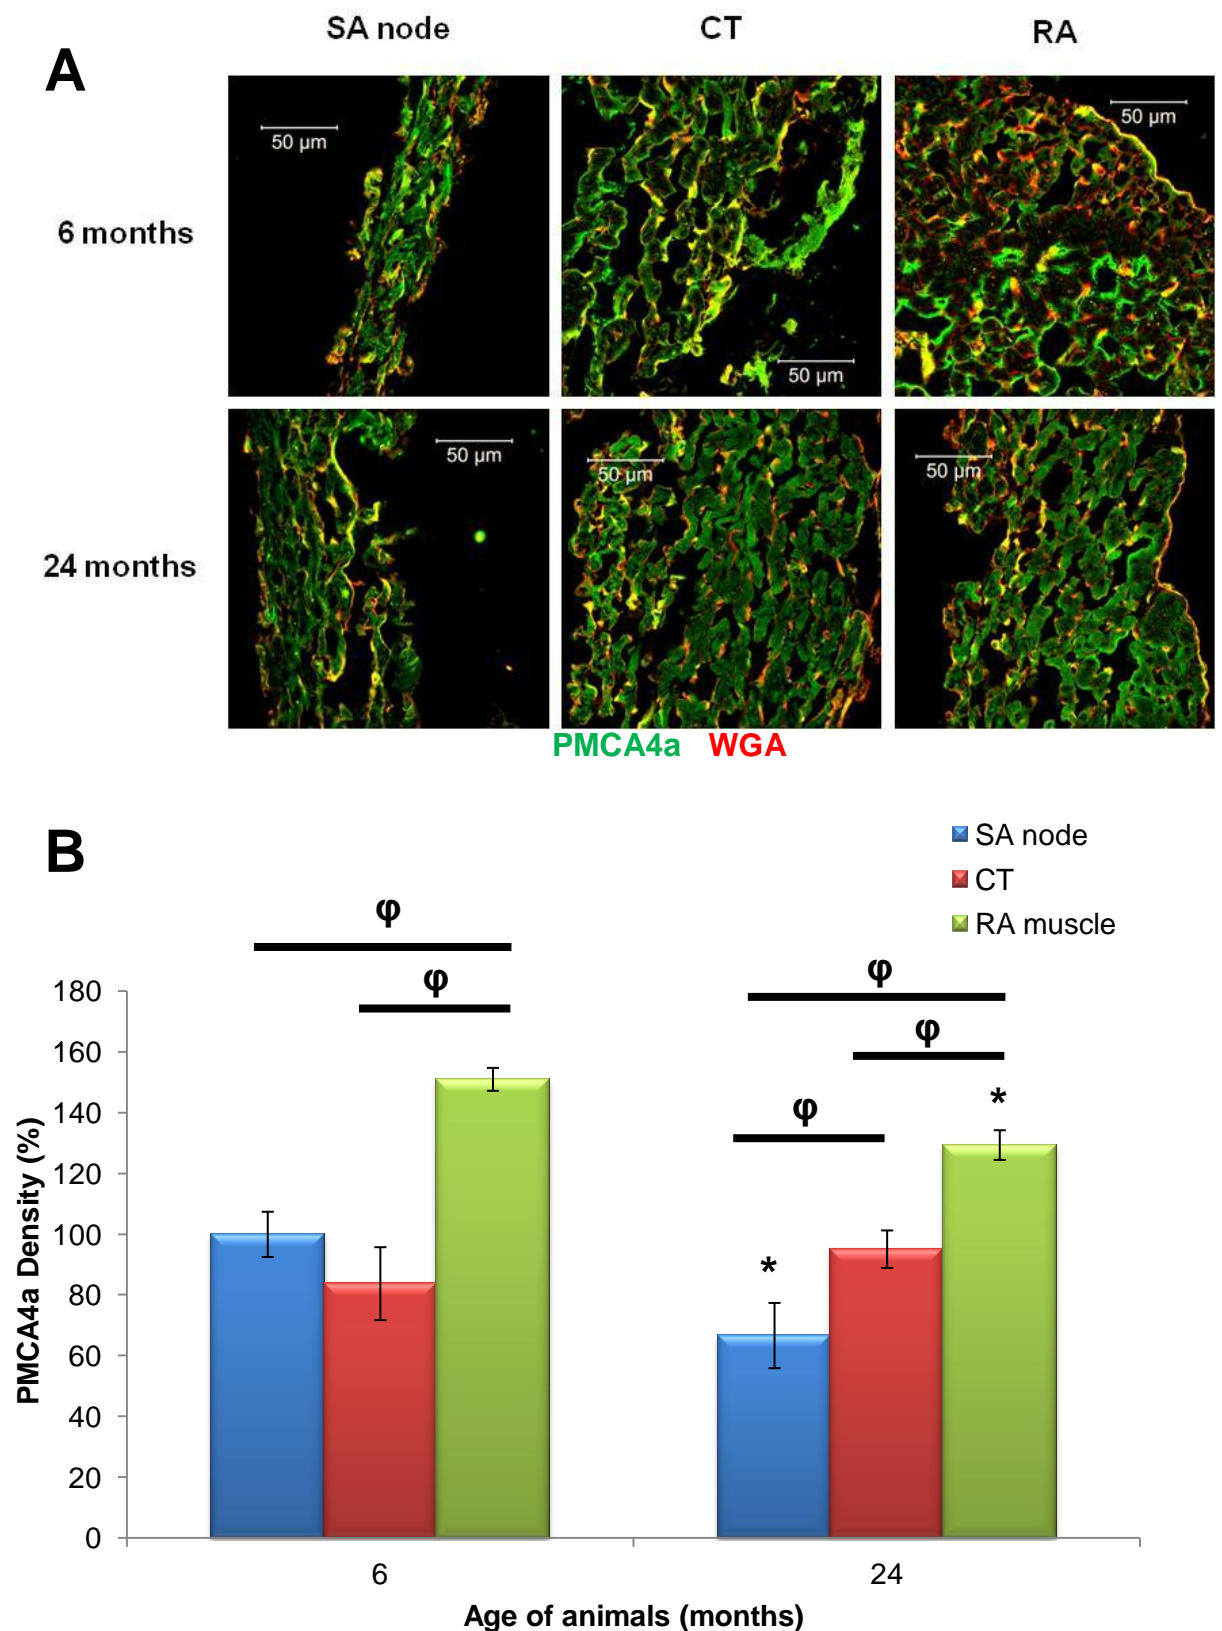 SA node CT RA
A
50 µm 50 µm 50 µm
6 months
50 µm 50 µm 50 µm
24 months
PMCA4a WGA
B
SA node
CT
RA muscle
φ
φ
φ
φ
φ
*
*
PMCA4a Density (%)
180
160
140
120
100
80
60
40
20
0
6 24
Age of animals (months)